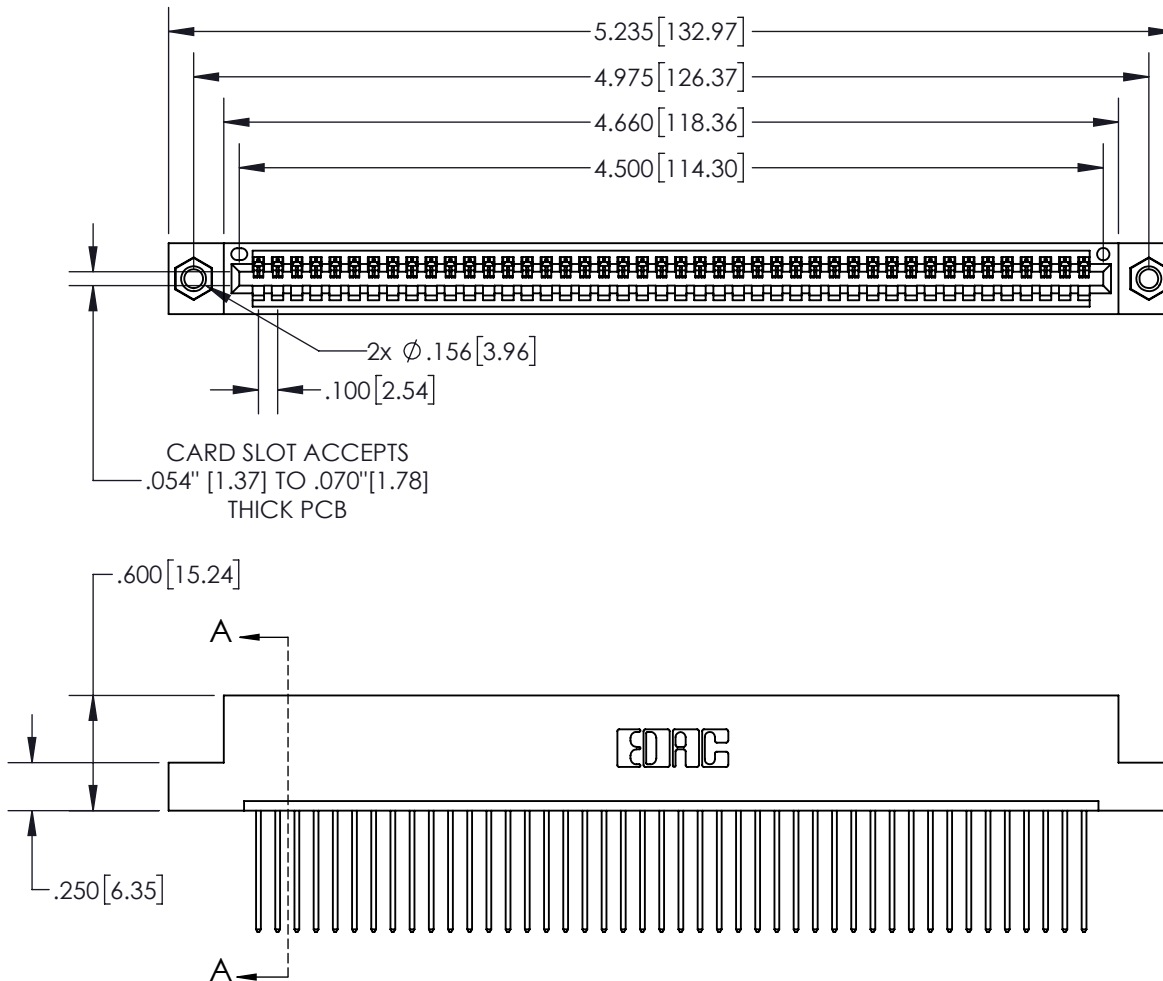 5.235[132.97]
4.975[126.37]
4.660[118.36]
4.500[114.30]
2x Ø.156[3.96]
.100[2.54]
CARD SLOT ACCEPTS
.054" [1.37] TO .070"[1.78]
THICK PCB
.600[15.24]
A
EDAC
.250[6.35]
A